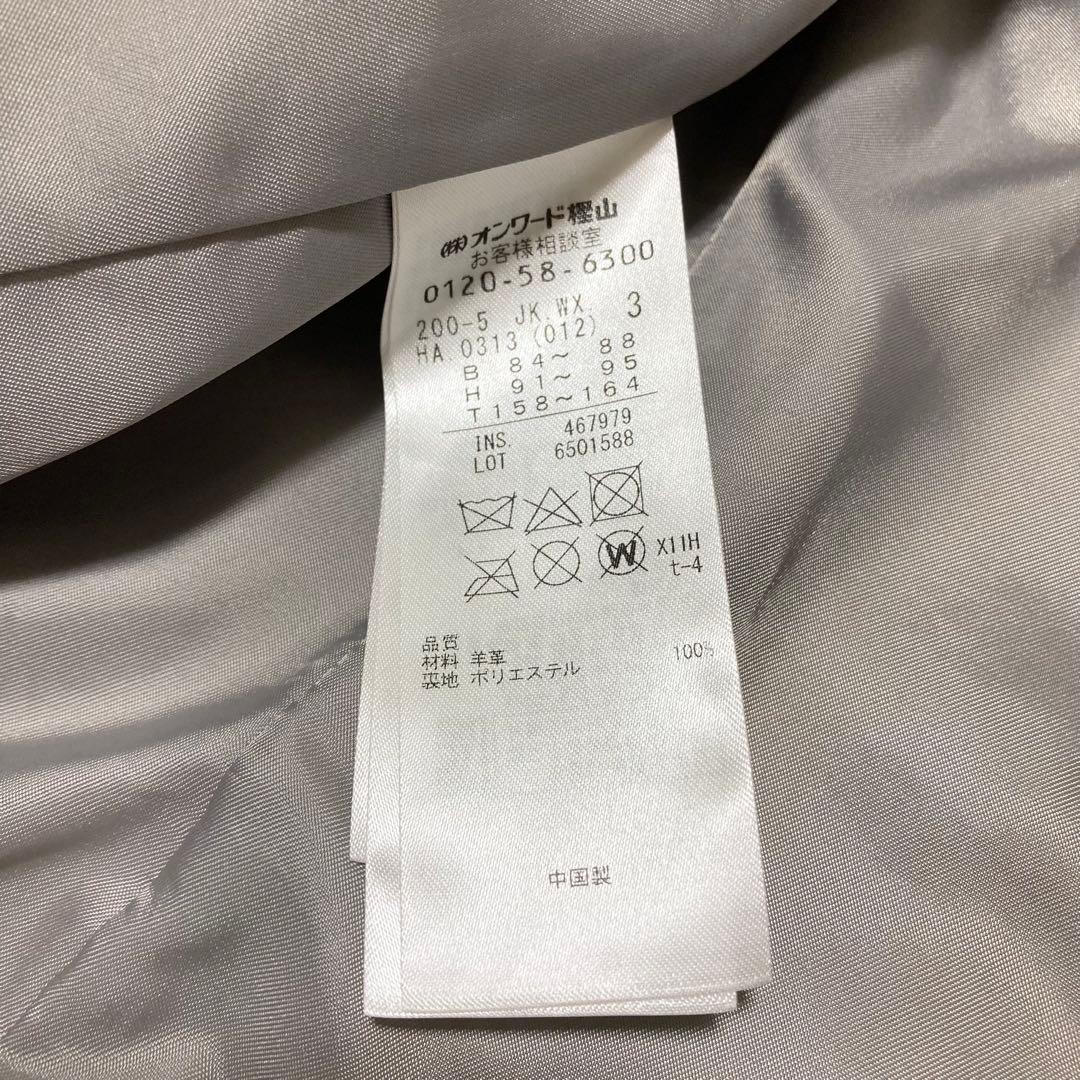 ㈱オンワード樫山
お客様相談室
0120-58-6300
200-5 JK.WX. 3
HA.0313 (012)
B 84～ 88
H 91～ 95
T158～164
INS. 467979
LOT 6501588
W X11H
t-4
品質
材料 羊革
裏地 ポリエステル 100%
中国製